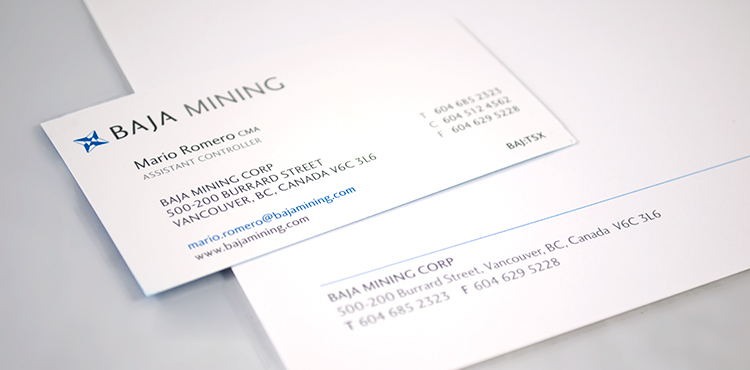 BAJA MINING
Mario Romero CMA
ASSISTANT CONTROLLER
BAJA MINING CORP
500-200 BURRARD STREET
VANCOUVER, BC, CANADA V6C 3L6
mario.romero@bajamining.com
www.bajamining.com
T 604 685 2323
C 604 512 4562
F 604 629 5228
BAJ:TSX
BAJA MINING CORP
500-200 Burrard Street, Vancouver, BC, Canada V6C 3L6
T 604 685 2323 F 604 629 5228